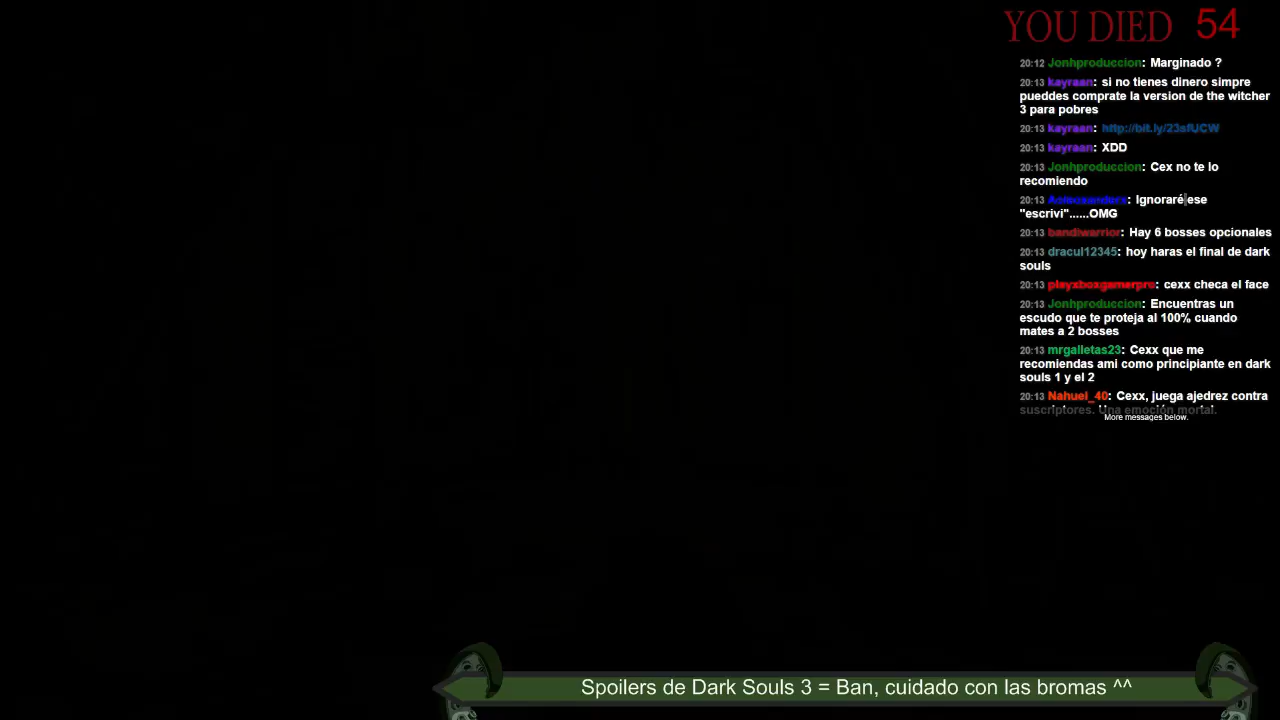 YOU DIED 54
20:12 Jonhproduccion: Marginado ?
20:13 kayraan: si no tienes dinero simpre
pueddes comprate la version de the witcher
3 para pobres
20:13 kayraan: http://bit.ly/23sfUCW
20:13 kayraan: XDD
20:13 Jonhproduccion: Cex no te lo
recomiendo
20:13 : Ignoraré ese
"escrivi"......OMG
20:13 bandiwarrior: Hay 6 bosses opcionales
20:13 dracul12345: hoy haras el final de dark
souls
20:13 playxboxgamerpro: cexx checa el face
20:13 Jonhproduccion: Encuentras un
escudo que te proteja al 100% cuando
mates a 2 bosses
20:13 mrgalletas23: Cexx que me
recomiendas ami como principiante en dark
souls 1 y el 2
20:13 Nahuel_40: Cexx, juega ajedrez contra
suscriptores. Una emoción mortal.
More messages below.
Spoilers de Dark Souls 3 = Ban, cuidado con las bromas ^^